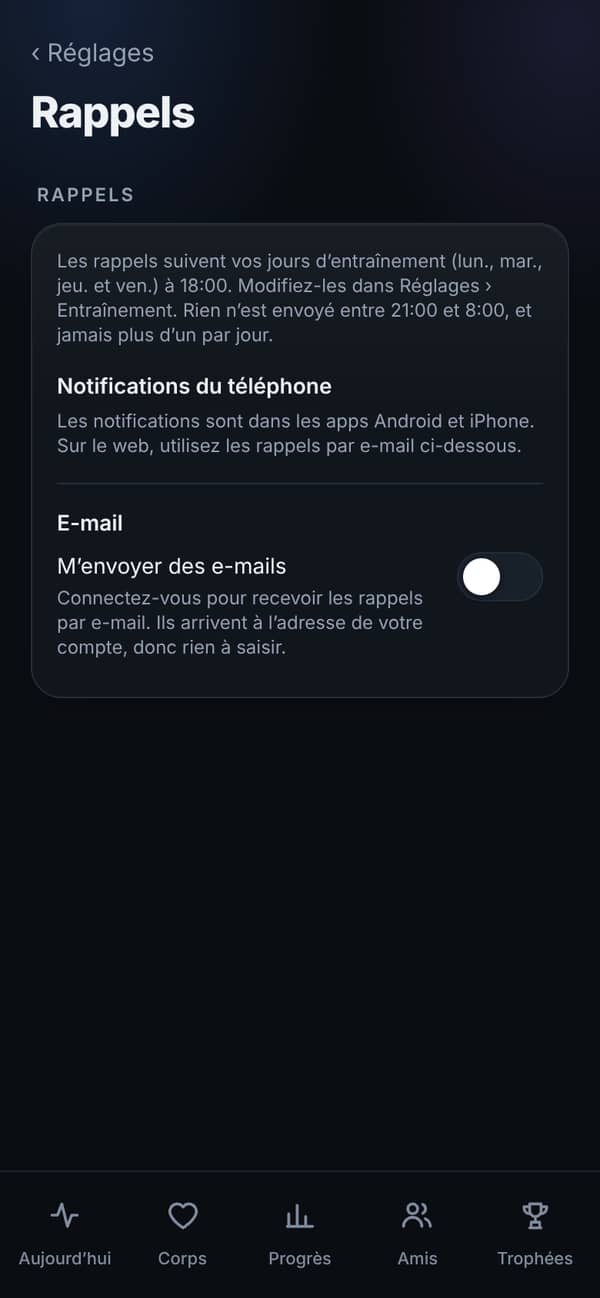 ‹ Réglages
Rappels
RAPPELS
Les rappels suivent vos jours d’entraînement (lun., mar.,
jeu. et ven.) à 18:00. Modifiez-les dans Réglages ›
Entraînement. Rien n’est envoyé entre 21:00 et 8:00, et
jamais plus d’un par jour.
Notifications du téléphone
Les notifications sont dans les apps Android et iPhone.
Sur le web, utilisez les rappels par e-mail ci-dessous.
E-mail
M’envoyer des e-mails
Connectez-vous pour recevoir les rappels
par e-mail. Ils arrivent à l’adresse de votre
compte, donc rien à saisir.
Aujourd’hui Corps Progrès Amis Trophées